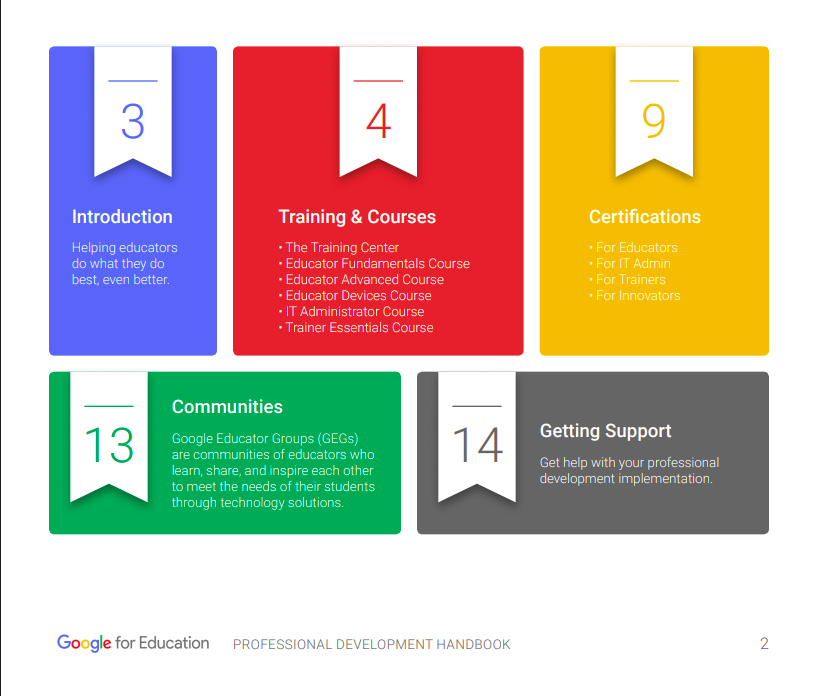 3
Introduction
Helping educators
do what they do
best, even better.
4
Training & Courses
• The Training Center
• Educator Fundamentals Course
• Educator Advanced Course
• Educator Devices Course
• IT Administrator Course
• Trainer Essentials Course
9
Certifications
• For Educators
• For IT Admin
• For Trainers
• For Innovators
13
Communities
Google Educator Groups (GEGs)
are communities of educators who
learn, share, and inspire each other
to meet the needs of their students
through technology solutions.
14
Getting Support
Get help with your professional
development implementation.
Google for Education PROFESSIONAL DEVELOPMENT HANDBOOK 2